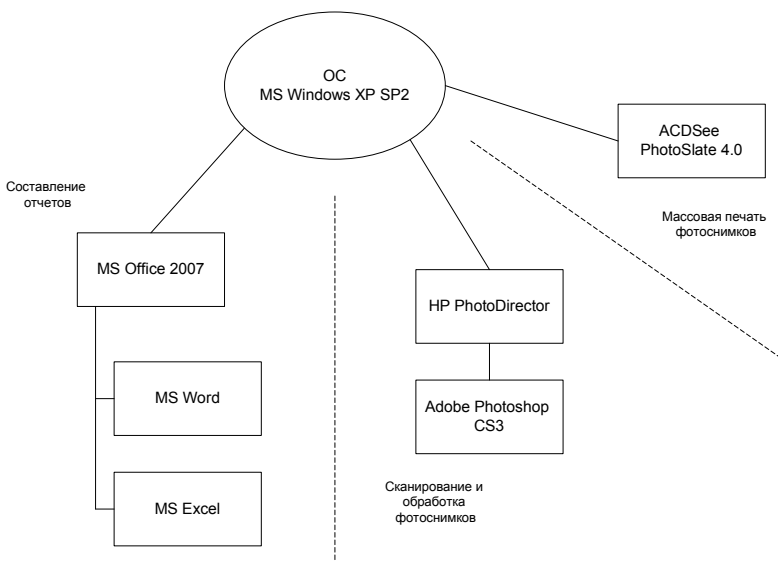 ОС
MS Windows XP SP2
ACDSee
PhotoSlate 4.0
Составление
отчетов
Массовая печать
фотоснимков
MS Office 2007
HP PhotoDirector
MS Word
Adobe Photoshop
CS3
Сканирование и
обработка
фотоснимков
MS Excel